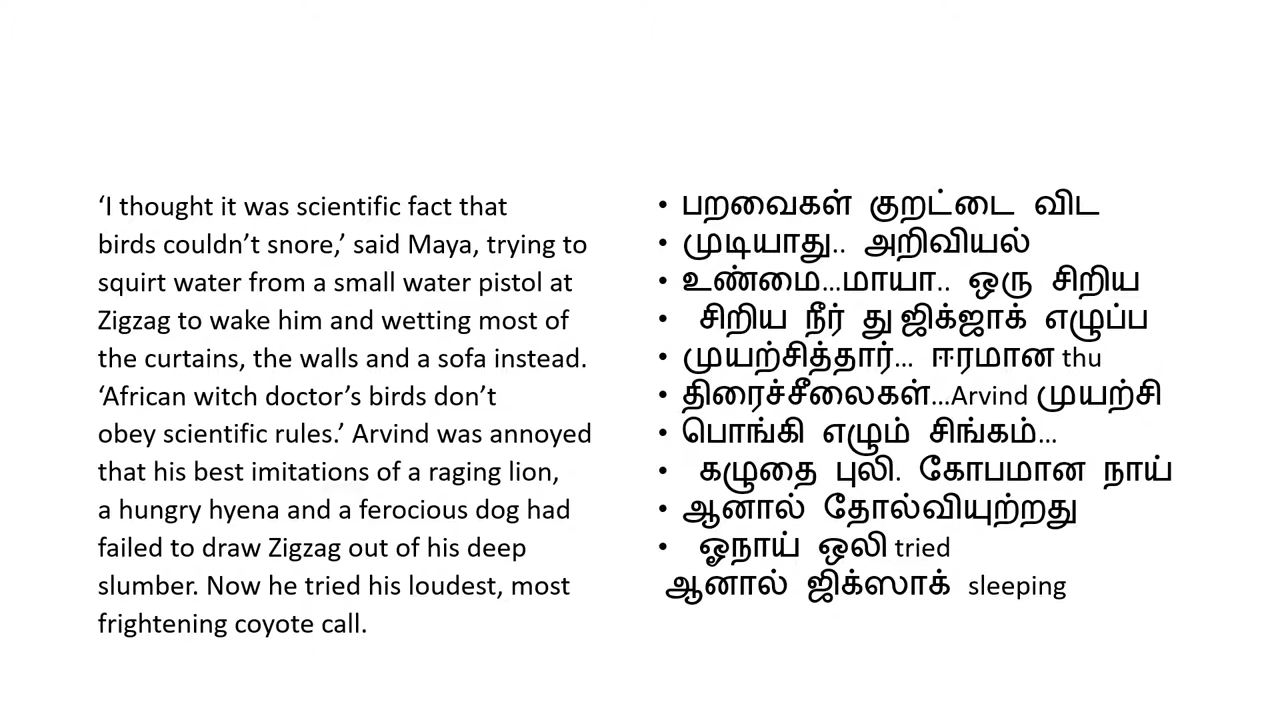 ‘I thought it was scientific fact that
birds couldn’t snore,’ said Maya, trying to
squirt water from a small water pistol at
Zigzag to wake him and wetting most of
the curtains, the walls and a sofa instead.
‘African witch doctor’s birds don’t
obey scientific rules.’ Arvind was annoyed
that his best imitations of a raging lion,
a hungry hyena and a ferocious dog had
failed to draw Zigzag out of his deep
slumber. Now he tried his loudest, most
frightening coyote call.
• பறவைகள் குறட்டை விட
• முடியாது.. அறிவியல்
• உண்மை...மாயா.. ஒரு சிறிய
• சிறிய நீர் து ஜிக்ஜாக் எழுப்ப
• முயற்சித்தார்... ஈரமான thu
• திரைச்சீலைகள்...Arvind முயற்சி
• பொங்கி எழும் சிங்கம்...
• கழுதை புலி. கோபமான நாய்
• ஆனால் தோல்வியுற்றது
• ஓநாய் ஒலி tried
ஆனால் ஜிக்ஸாக் sleeping